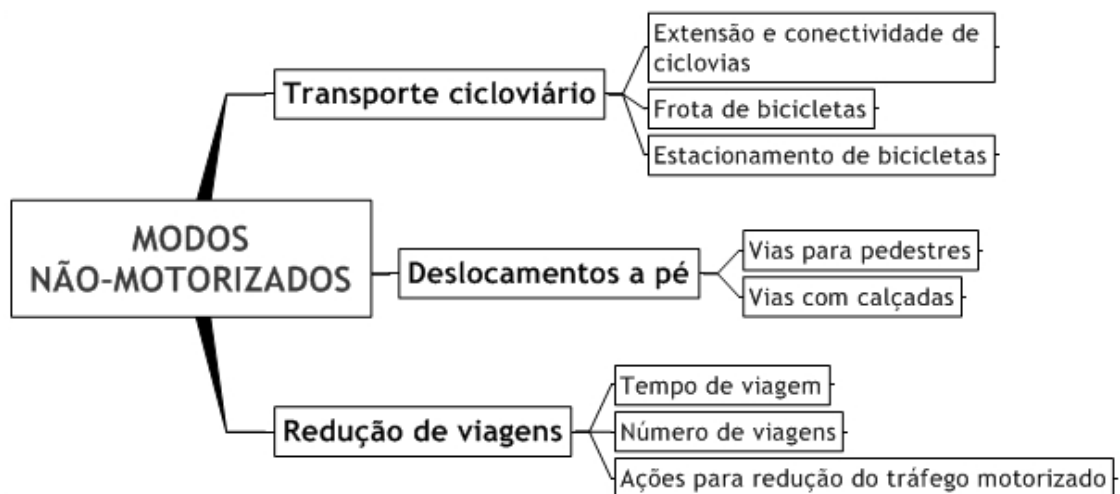 Transporte cicloviário
Extensão e conectividade de
ciclovias
Frota de bicicletas
Estacionamento de bicicletas
MODOS
NÃO-MOTORIZADOS
Deslocamentos a pé
Vias para pedestres
Vias com calçadas
Redução de viagens
Tempo de viagem
Número de viagens
Ações para redução do tráfego motorizado